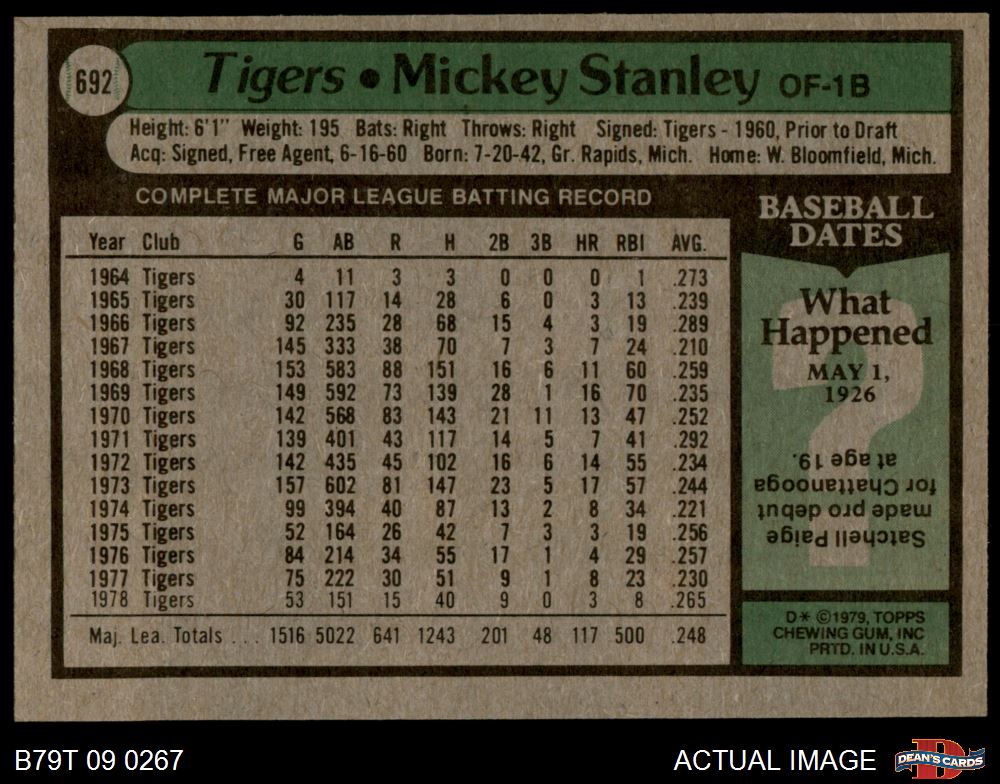 692
Tigers • Mickey Stanley OF-1B
Height: 6'1" Weight: 195 Bats: Right Throws: Right Signed: Tigers - 1960, Prior to Draft
Acq: Signed, Free Agent, 6-16-60 Born: 7-20-42, Gr. Rapids, Mich. Home: W. Bloomfield, Mich.
COMPLETE MAJOR LEAGUE BATTING RECORD
Year Club G AB R H 2B 3B HR RBI AVG.
1964 Tigers 4 11 3 3 0 0 0 1 .273
1965 Tigers 30 117 14 28 6 0 3 13 .239
1966 Tigers 92 235 28 68 15 4 3 19 .289
1967 Tigers 145 333 38 70 7 3 7 24 .210
1968 Tigers 153 583 88 151 16 6 11 60 .259
1969 Tigers 149 592 73 139 28 1 16 70 .235
1970 Tigers 142 568 83 143 21 11 13 47 .252
1971 Tigers 139 401 43 117 14 5 7 41 .292
1972 Tigers 142 435 45 102 16 6 14 55 .234
1973 Tigers 157 602 81 147 23 5 17 57 .244
1974 Tigers 99 394 40 87 13 2 8 34 .221
1975 Tigers 52 164 26 42 7 3 3 19 .256
1976 Tigers 84 214 34 55 17 1 4 29 .257
1977 Tigers 75 222 30 51 9 1 8 23 .230
1978 Tigers 53 151 15 40 9 0 3 8 .265
Maj. Lea. Totals . . . 1516 5022 641 1243 201 48 117 500 .248
BASEBALL
DATES
What
Happened
MAY 1,
1926
?
Satchell Paige
made pro debut
for Chattanooga
at age 19.
D* ©1979, TOPPS
CHEWING GUM, INC
PRTD. IN U.S.A.
B79T 09 0267
ACTUAL IMAGE
D
DEAN'S CARDS